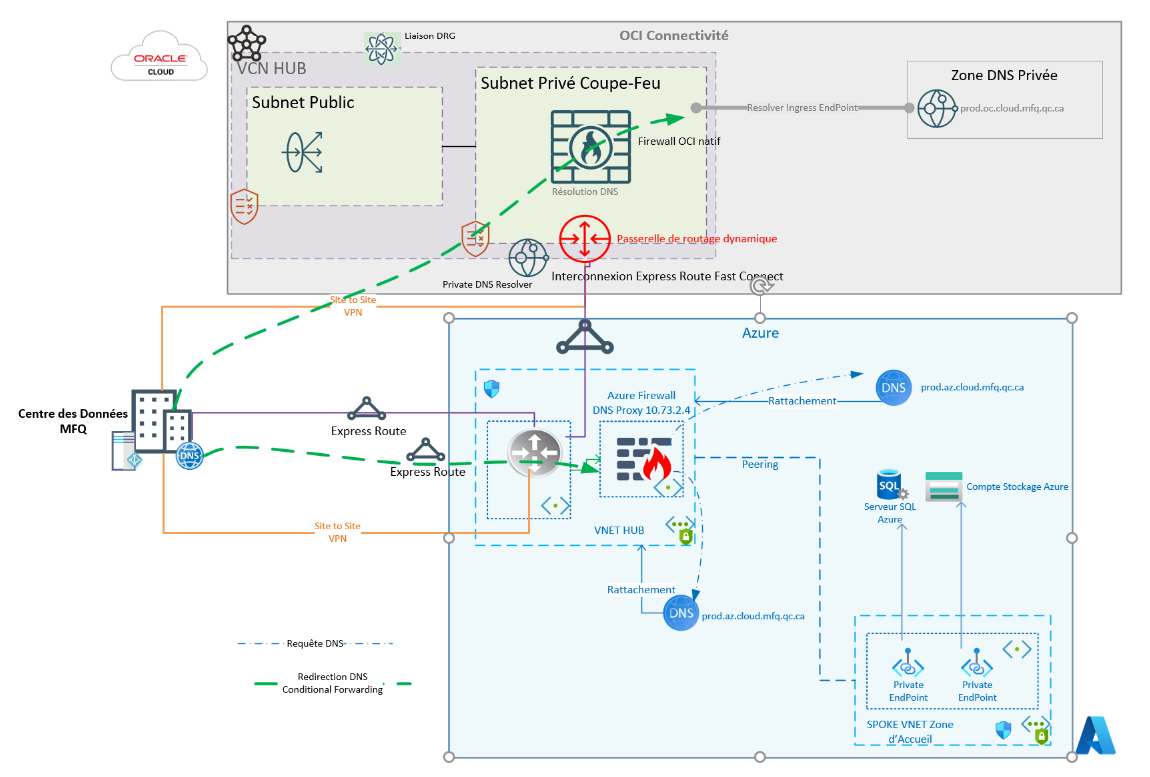 ORACLE
CLOUD
Liaison DRG
OCI Connectivité
VCN HUB
Subnet Public
Subnet Privé Coupe-Feu
Zone DNS Privée
prod.oc.cloud.mfq.qc.ca
Resolver Ingress EndPoint
Firewall OCI natif
Résolution DNS
Passerelle de routage dynamique
Private DNS Resolver
Interconnexion Express Route Fast Connect
Site to Site
VPN
Azure
Centre des Données
MFQ
DNS
Express Route
Express Route
Site to Site
VPN
Azure Firewall
DNS Proxy 10.73.2.4
VNET HUB
Rattachement
DNS
prod.az.cloud.mfq.qc.ca
Peering
SQL
Serveur SQL
Azure
Compte Stockage Azure
Rattachement
DNS
prod.az.cloud.mfq.qc.ca
Requête DNS-
Redirection DNS
Conditional Forwarding
Private
EndPoint
Private
EndPoint
SPOKE VNET Zone
d'Accueil